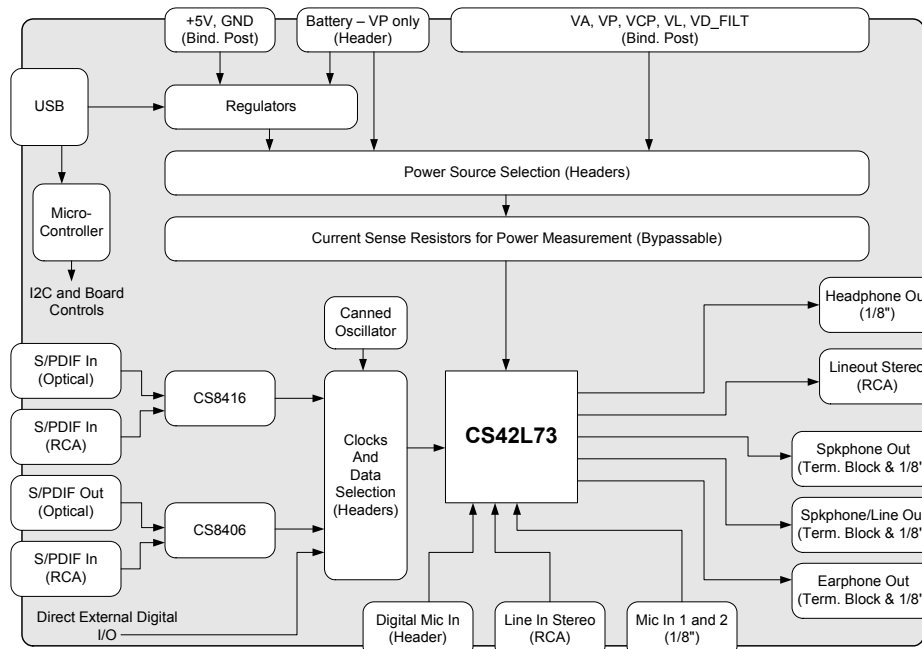 +5V, GND
(Bind. Post)
Battery – VP only
(Header)
VA, VP, VCP, VL, VD_FILT
(Bind. Post)
USB
Regulators
Power Source Selection (Headers)
Micro-
Controller
Current Sense Resistors for Power Measurement (Bypassable)
I2C and Board
Controls
Canned
Oscillator
Headphone Ou
(1/8")
S/PDIF In
(Optical)
CS8416
Lineout Stereo
(RCA)
S/PDIF In
(RCA)
Clocks
And
Data
Selection
(Headers)
CS42L73
Spkphone Out
(Term. Block & 1/8"
S/PDIF Out
(Optical)
CS8406
Spkphone/Line Ou
(Term. Block & 1/8"
S/PDIF In
(RCA)
Earphone Out
(Term. Block & 1/8"
Direct External Digital
I/O
Digital Mic In
(Header)
Line In Stereo
(RCA)
Mic In 1 and 2
(1/8")